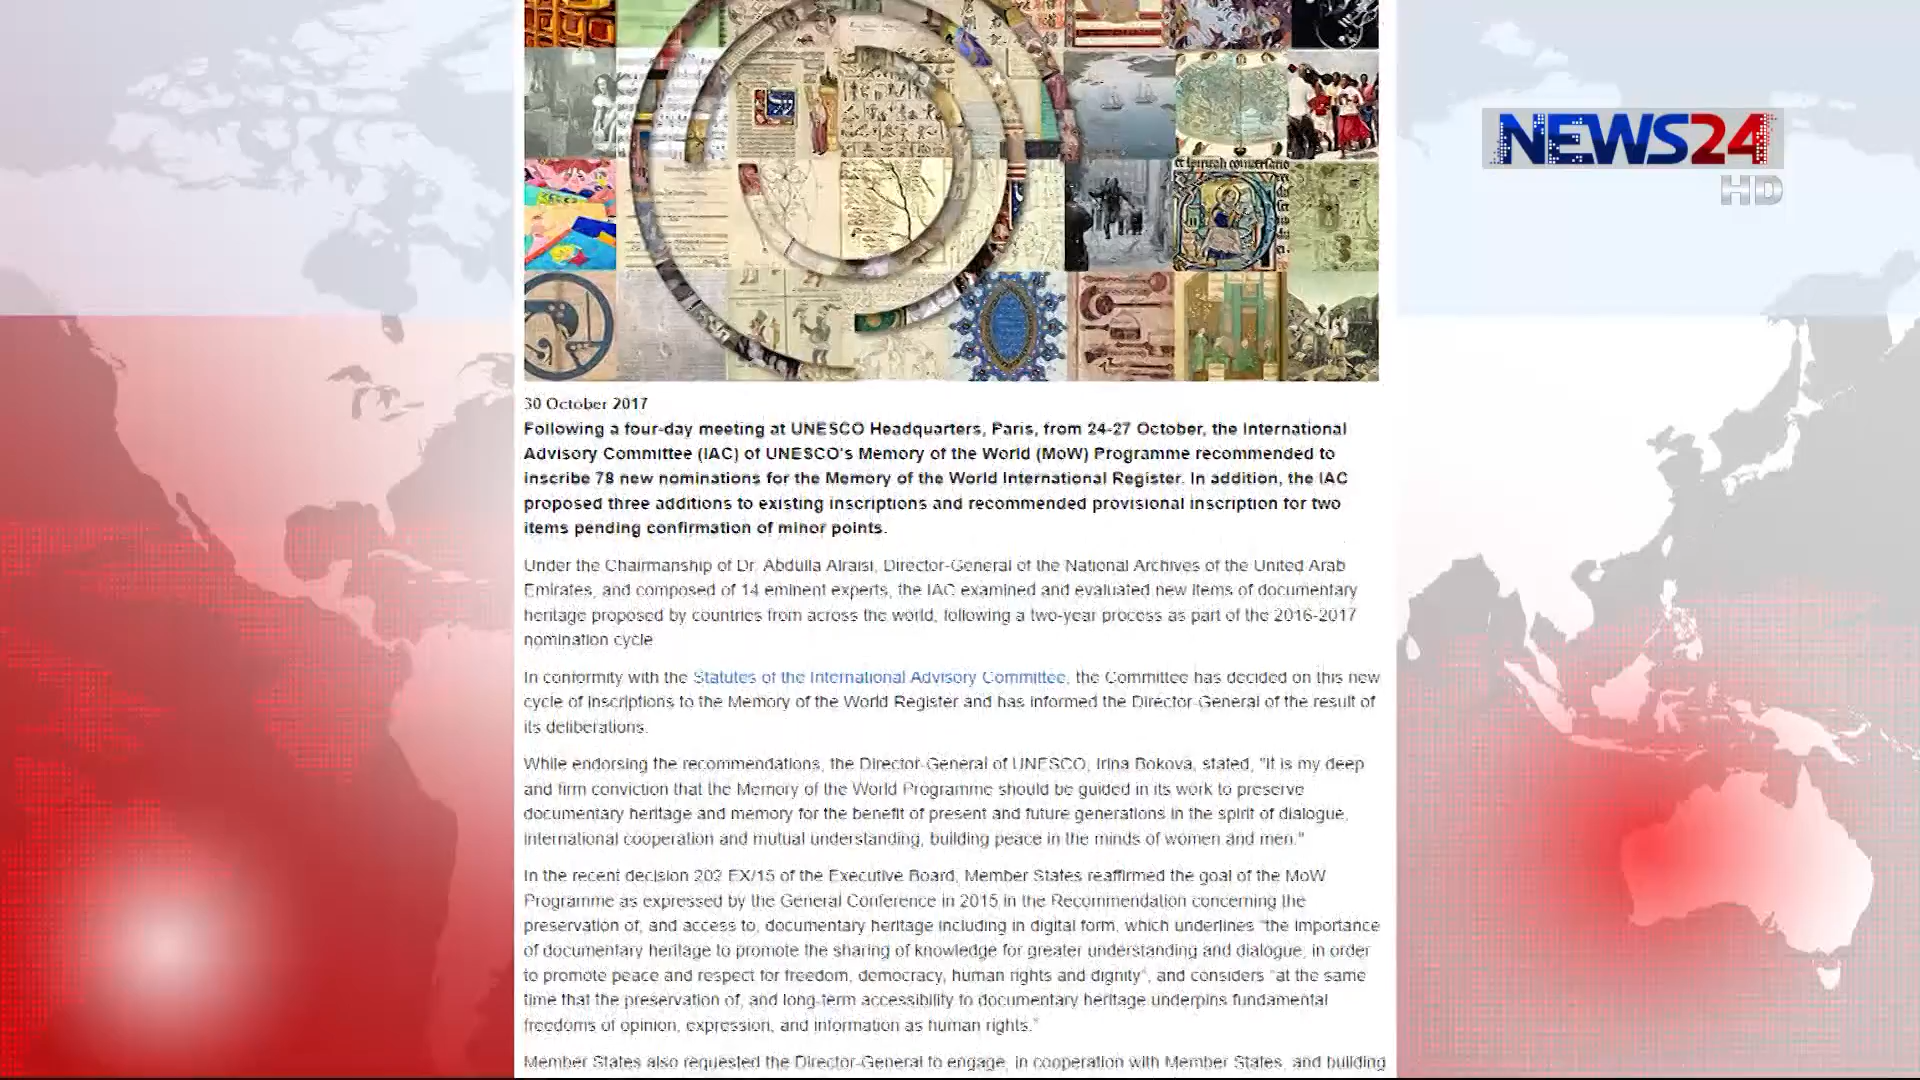 NEWS24
HD
30 October 2017
Following a four-day meeting at UNESCO Headquarters, Paris, from 24-27 October, the International
Advisory Committee (IAC) of UNESCO's Memory of the World (MoW) Programme recommended to
inscribe 78 new nominations for the Memory of the World International Register. In addition, the IAC
proposed three additions to existing inscriptions and recommended provisional inscription for two
items pending confirmation of minor points.
Under the Chairmanship of Dr. Abdulla Alraisi, Director-General of the National Archives of the United Arab
Emirates, and composed of 14 eminent experts, the IAC examined and evaluated new items of documentary
heritage proposed by countries from across the world, following a two-year process as part of the 2016-2017
nomination cycle
In conformity with the Statutes of the International Advisory Committee, the Committee has decided on this new
cycle of inscriptions to the Memory of the World Register and has informed the Director-General of the result of
its deliberations.
While endorsing the recommendations, the Director-General of UNESCO, Irina Bokova, stated, "It is my deep
and firm conviction that the Memory of the World Programme should be guided in its work to preserve
documentary heritage and memory for the benefit of present and future generations in the spirit of dialogue,
international cooperation and mutual understanding, building peace in the minds of women and men."
In the recent decision 202 EX/15 of the Executive Board, Member States reaffirmed the goal of the MoW
Programme as expressed by the General Conference in 2015 in the Recommendation concerning the
preservation of, and access to, documentary heritage including in digital form, which underlines "the importance
of documentary heritage to promote the sharing of knowledge for greater understanding and dialogue, in order
to promote peace and respect for freedom, democracy, human rights and dignity", and considers "at the same
time that the preservation of, and long-term accessibility to documentary heritage underpins fundamental
freedoms of opinion, expression, and information as human rights."
Member States also requested the Director-General to engage, in cooperation with Member States, and building